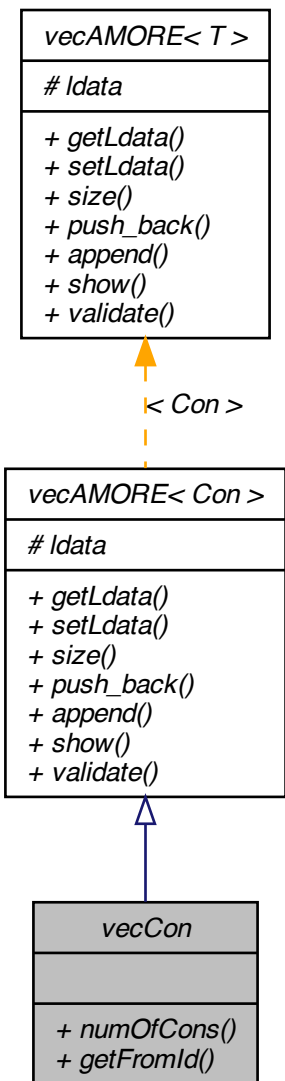 vecAMORE< T >
# ldata
+ getLdata()
+ setLdata()
+ size()
+ push_back()
+ append()
+ show()
+ validate()
< Con >
vecAMORE< Con >
# ldata
+ getLdata()
+ setLdata()
+ size()
+ push_back()
+ append()
+ show()
+ validate()
vecCon
+ numOfCons()
+ getFromId()